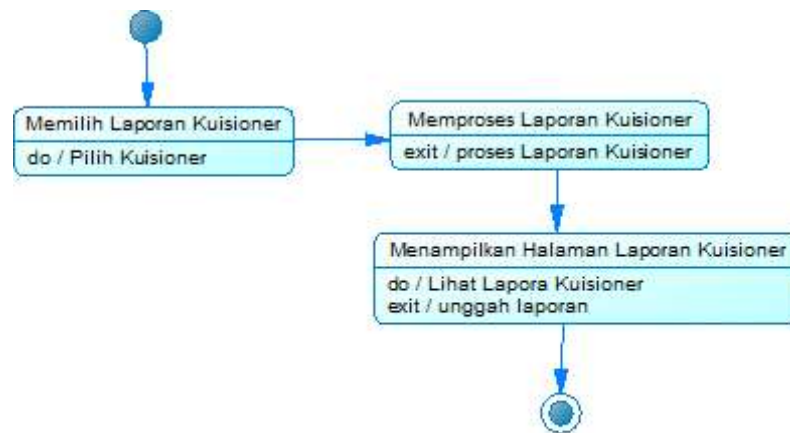 Memilih Laporan Kuisioner
do / Pilih Kuisioner
Memproses Laporan Kuisioner
exit / proses Laporan Kuisioner
Menampilkan Halaman Laporan Kuisioner
do / Lihat Lapora Kuisioner
exit / unggah laporan